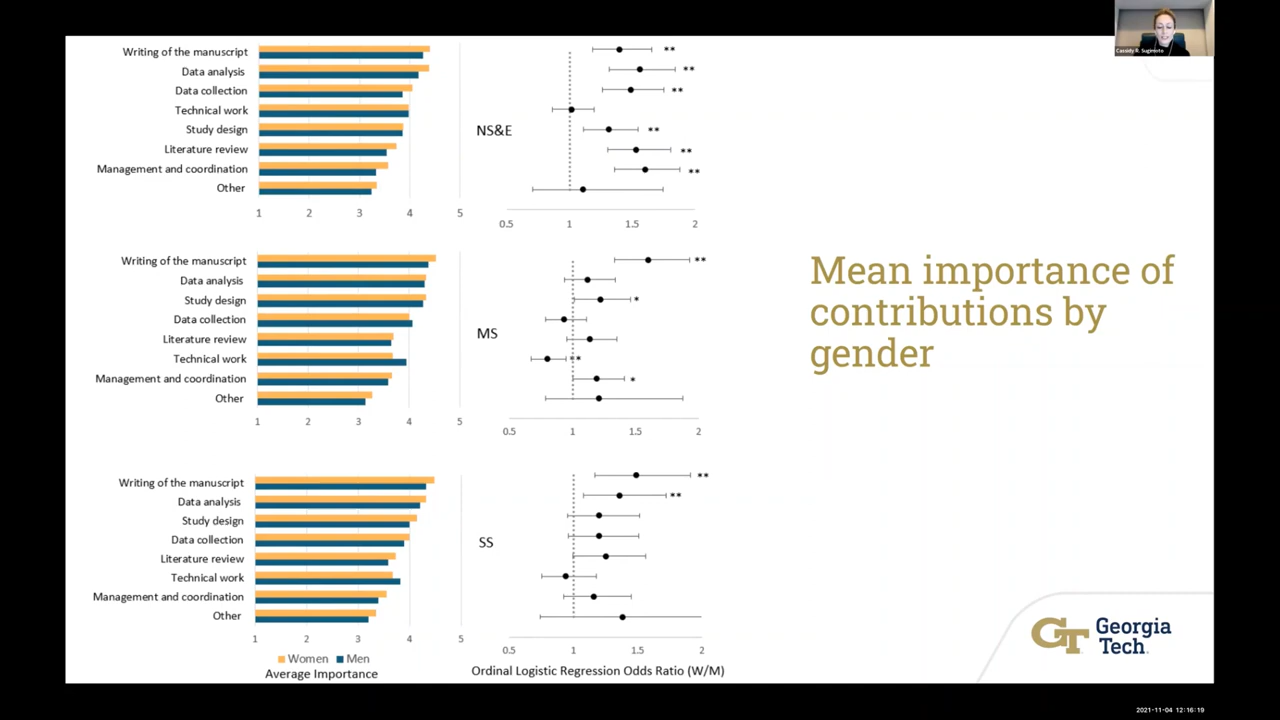 Cassidy R. Sugimoto
Writing of the manuscript
Data analysis
Data collection
Technical work
Study design
Literature review
Management and coordination
Other
1 2 3 4 5
NS&E
**
**
**
**
**
**
0.5 1 1.5 2
Writing of the manuscript
Data analysis
Study design
Data collection
Literature review
Technical work
Management and coordination
Other
1 2 3 4 5
MS
**
*
**
*
0.5 1 1.5 2
Writing of the manuscript
Data analysis
Study design
Data collection
Literature review
Technical work
Management and coordination
Other
1 2 3 4 5
Women Men
Average Importance
SS
**
**
0.5 1 1.5 2
Ordinal Logistic Regression Odds Ratio (W/M)
Mean importance of
contributions by
gender
GT Georgia
Tech
2021-11-04 12:16:19